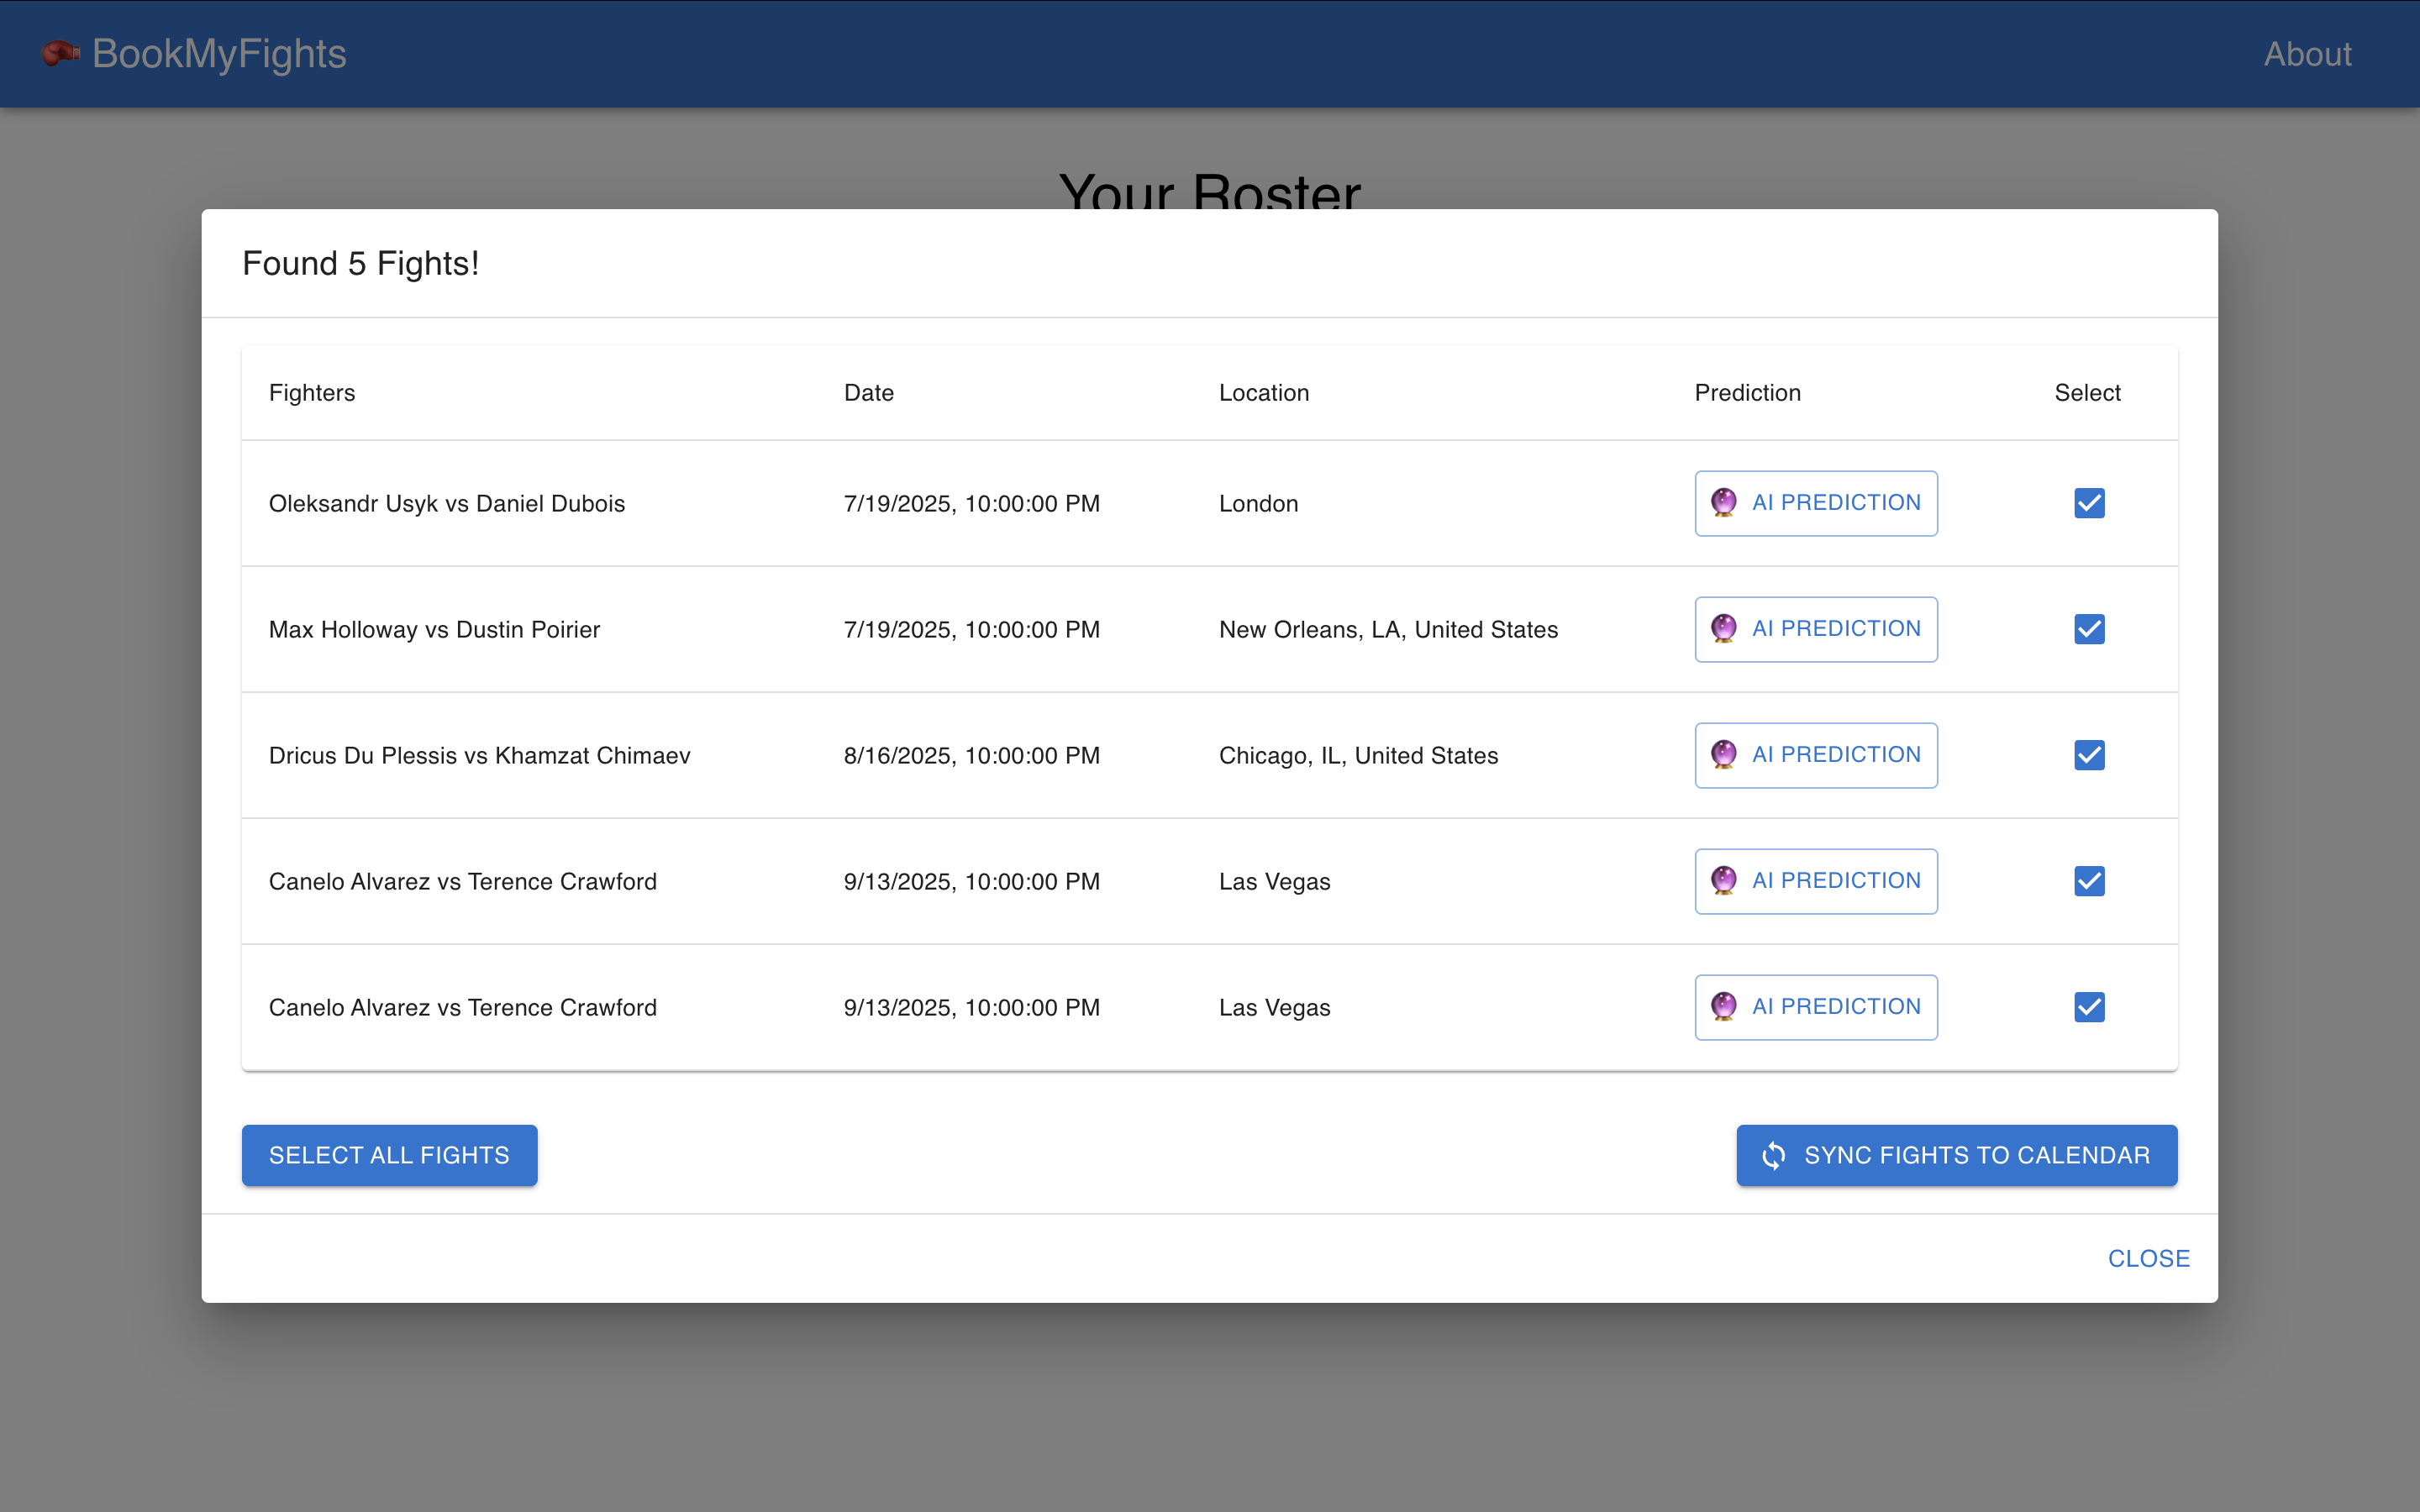 BookMyFights About
Your Roster
Found 5 Fights!
Fighters Date Location Prediction Select
Oleksandr Usyk vs Daniel Dubois 7/19/2025, 10:00:00 PM London AI PREDICTION
Max Holloway vs Dustin Poirier 7/19/2025, 10:00:00 PM New Orleans, LA, United States AI PREDICTION
Dricus Du Plessis vs Khamzat Chimaev 8/16/2025, 10:00:00 PM Chicago, IL, United States AI PREDICTION
Canelo Alvarez vs Terence Crawford 9/13/2025, 10:00:00 PM Las Vegas AI PREDICTION
Canelo Alvarez vs Terence Crawford 9/13/2025, 10:00:00 PM Las Vegas AI PREDICTION
SELECT ALL FIGHTS SYNC FIGHTS TO CALENDAR
CLOSE